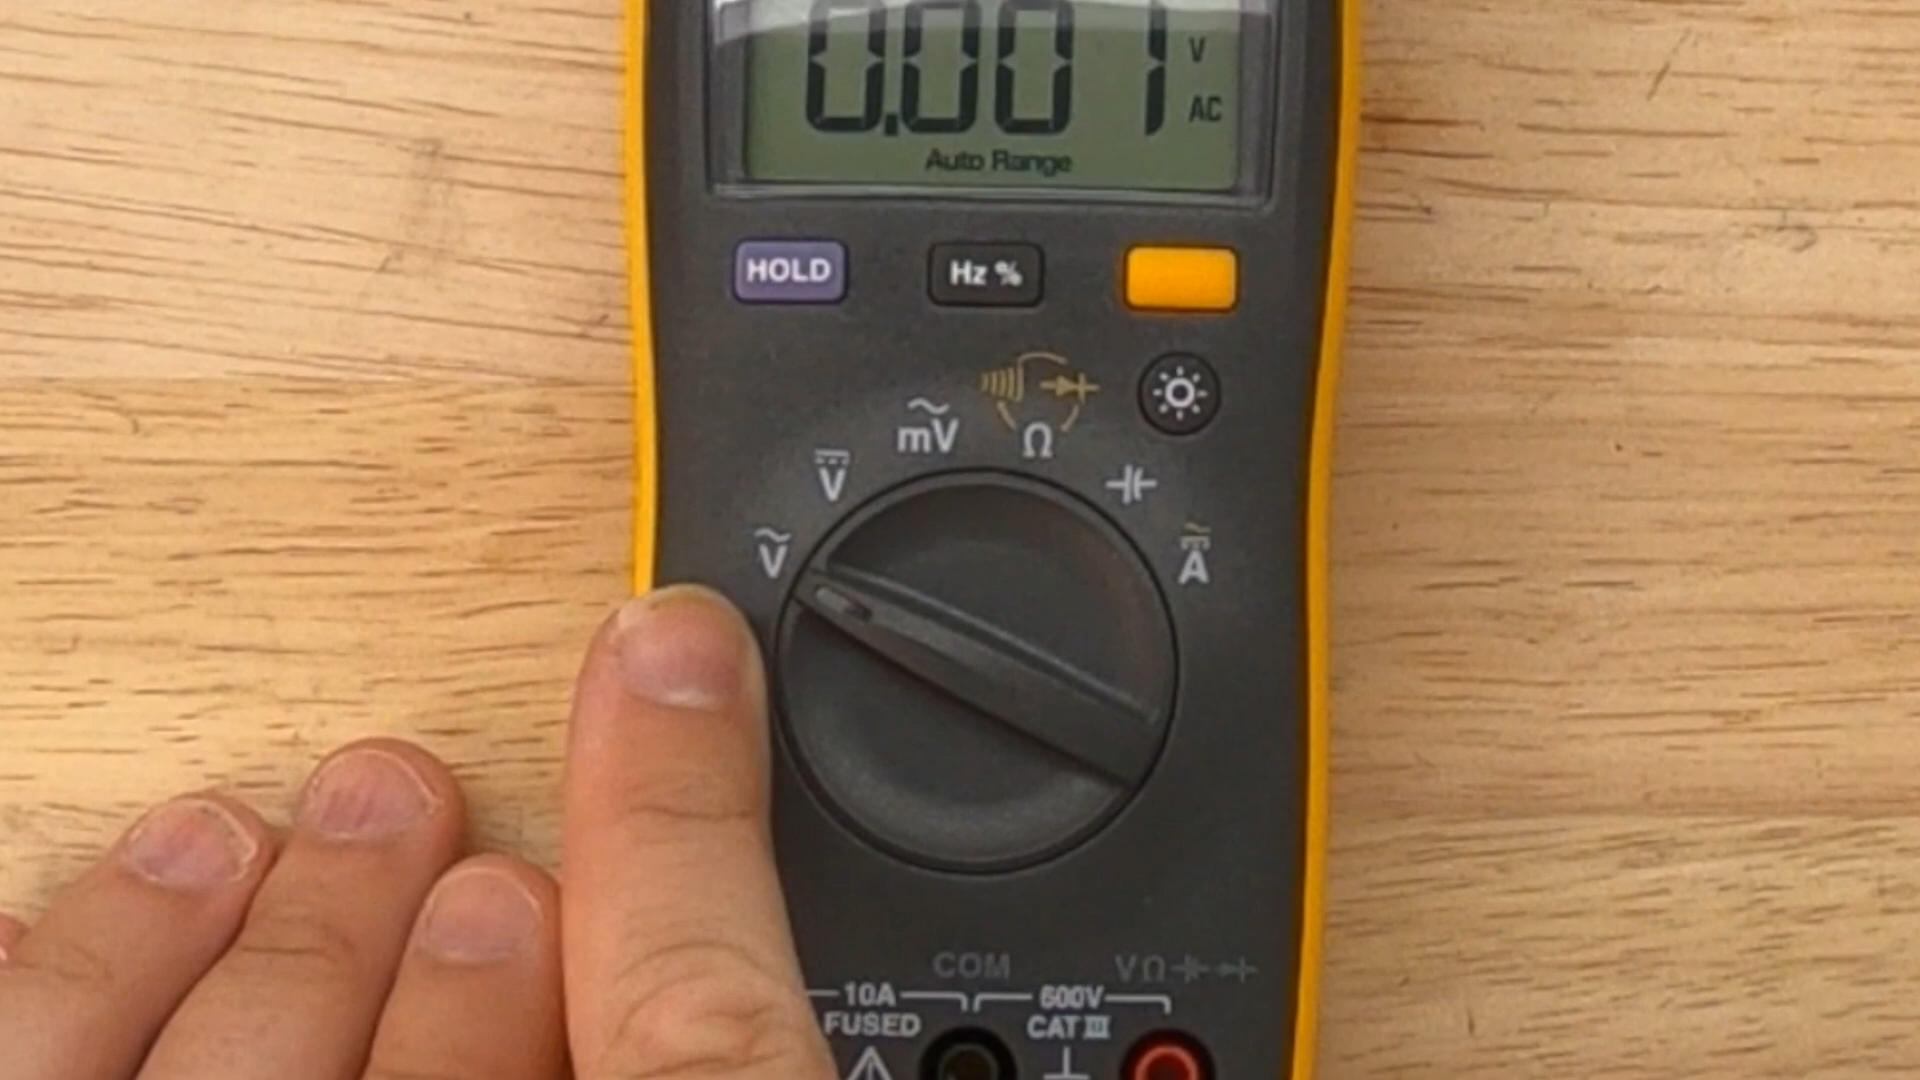 0.001 V
AC
Auto Range
HOLD Hz %
mV Ω
V
V A
COM VΩ
10A 600V
FUSED CAT III